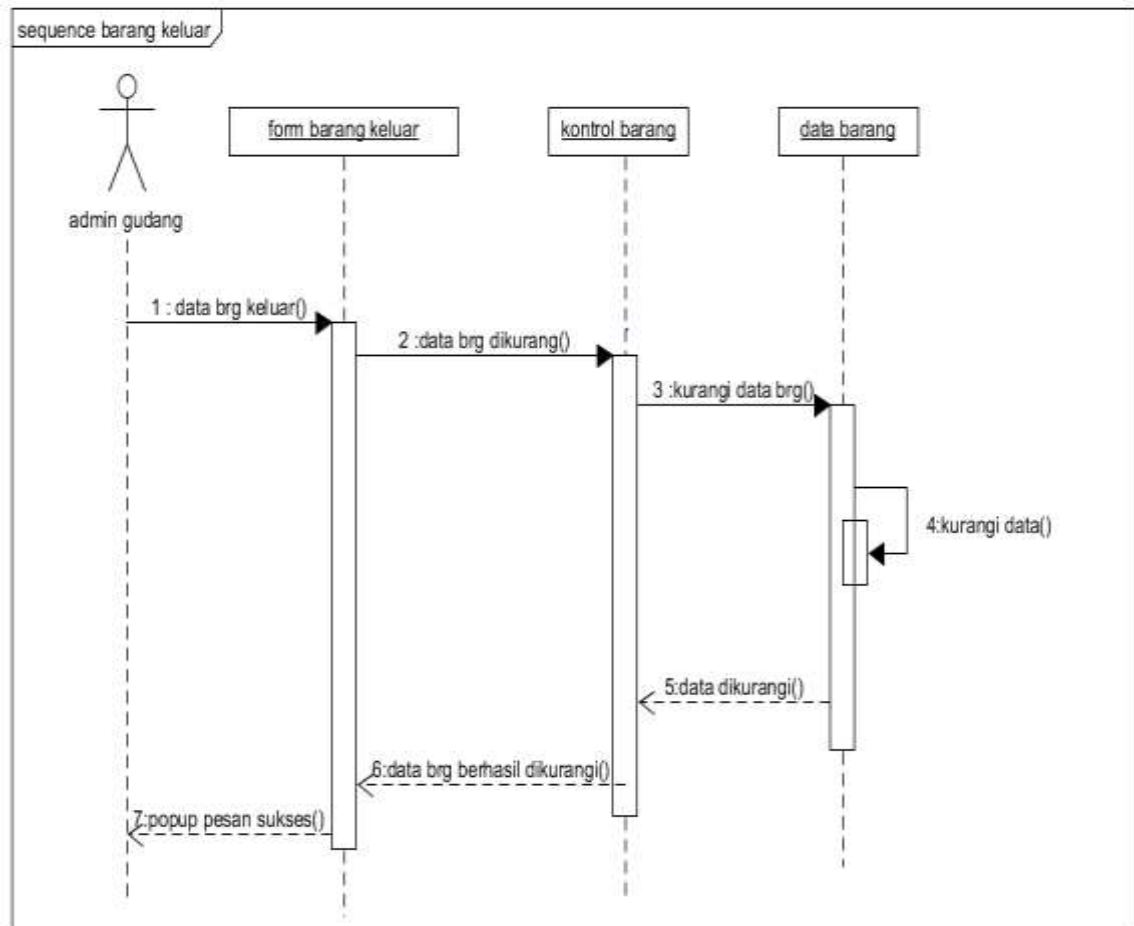 sequence barang keluar
form barang keluar
kontrol barang
data barang
admin gudang
1 : data brg keluar()
2 :data brg dikurang()
3 :kurangi data brg()
4:kurangi data()
5:data dikurangi()
6:data brg berhasil dikurangi()
7:popup pesan sukses()